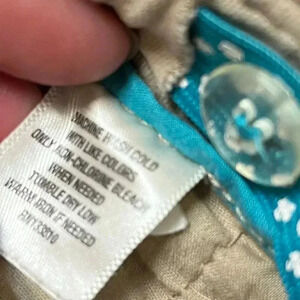 MACHINE WASH COLD
WITH LIKE COLORS
ONLY NON-CHLORINE BLEACH
WHEN NEEDED
TUMBLE DRY LOW
WARM IRON IF NEEDED